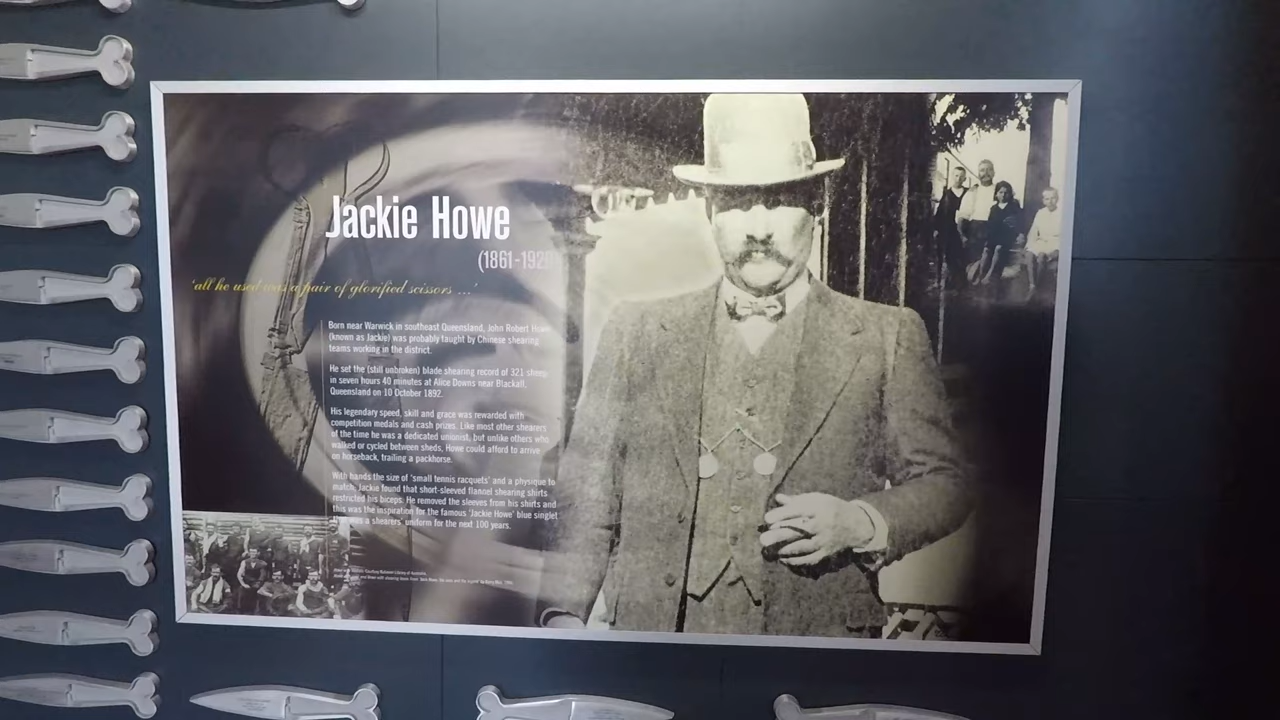 Jackie Howe
(1861-192
'all he used was a pair of glorified scissors ...'
Born near Warwick in southeast Queensland, John Robert Howe
(known as Jackie) was probably taught by Chinese shearing
teams working in the district.
He set the (still unbroken) blade shearing record of 321 sheep
in seven hours 40 minutes at Alice Downs near Blackall,
Queensland on 10 October 1892.
His legendary speed, skill and grace was rewarded with
competition medals and cash prizes. Like most other shearers
of the time he was a dedicated unionist, but unlike others who
walked or cycled between sheds, Howe could afford to arrive
on horseback, trailing a packhorse.
With hands the size of 'small tennis racquets' and a physique to
match, Jackie found that short-sleeved flannel shearing shirts
restricted his biceps. He removed the sleeves from his shirts and
this was the inspiration for the famous 'Jackie Howe' blue singlet
was a shearers' uniform for the next 100 years.
Courtesy National Library of Australia.